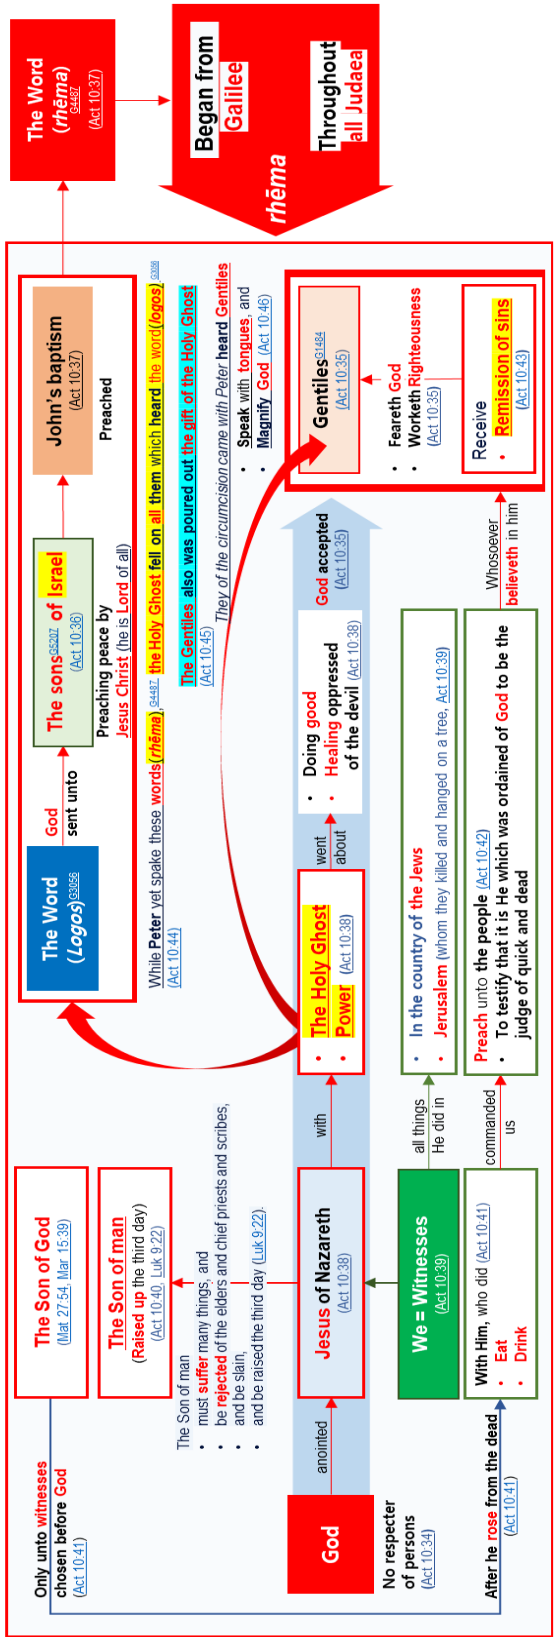 Only unto witnesses
chosen before God
(Act 10:41)
The Son of God
(Mat 27:54, Mar 15:39)
The Son of man
(Raised up the third day)
(Act 10:40, Luk 9:22)
The Son of man
• must suffer many things, and
• be rejected of the elders and chief priests and scribes,
• and be slain,
• and be raised the third day (Luk 9:22).
The Word
(Logos)G3056
God
sent unto
The sonsG5207 of Israel
(Act 10:36)
Preaching peace by
Jesus Christ (he is Lord of all)
John's baptism
(Act 10:37)
Preached
The Word
(rhēma)
G4487
(Act 10:37)
Began from
Galilee
Throughout
all Judaea
rhēma
While Peter yet spake these words(rhēma),G4487 the Holy Ghost fell on all them which heard the word(logos).G3056
(Act 10:44)
The Gentiles also was poured out the gift of the Holy Ghost
(Act 10:45)
They of the circumcision came with Peter heard Gentiles
• Speak with tongues, and
• Magnify God (Act 10:46)
God
No respecter
of persons
(Act 10:34)
anointed
Jesus of Nazareth
(Act 10:38)
with
• The Holy Ghost
• Power (Act 10:38)
went
about
• Doing good
• Healing oppressed
of the devil (Act 10:38)
God accepted
(Act 10:35)
GentilesG1484
(Act 10:35)
• Feareth God
• Worketh Righteousness
(Act 10:35)
Receive
• Remission of sins
(Act 10:43)
We = Witnesses
(Act 10:39)
all things
He did in
• In the country of the Jews
• Jerusalem (whom they killed and hanged on a tree, Act 10:39)
After he rose from the dead
(Act 10:41)
With Him, who did (Act 10:41)
• Eat
• Drink
commanded
us
Preach unto the people (Act 10:42)
• To testify that it is He which was ordained of God to be the
judge of quick and dead
Whosoever
believeth in him